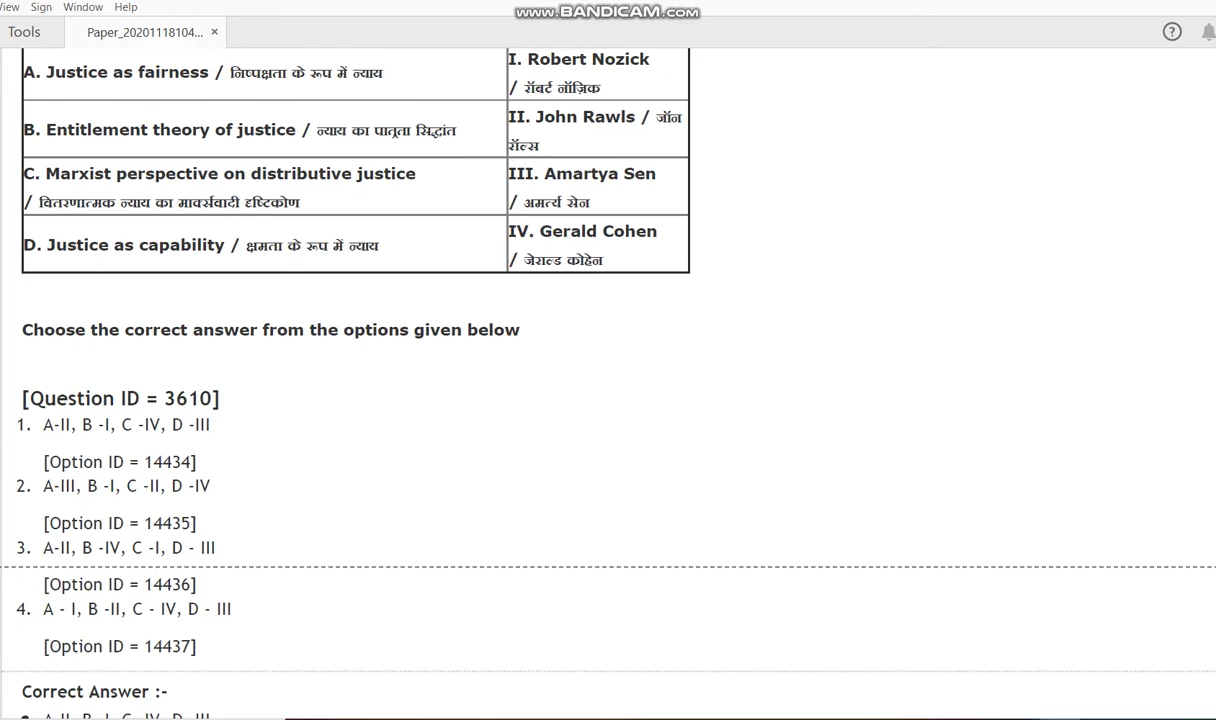 View Sign Window Help
www.BANDICAM.com
Tools Paper_20201118104... ×
A. Justice as fairness / निष्पक्षता के रूप में न्याय
I. Robert Nozick
/ रॉबर्ट नॉज़िक
B. Entitlement theory of justice / न्याय का पात्रता सिद्धांत
II. John Rawls / जॉन
रॉल्स
C. Marxist perspective on distributive justice
/ वितरणात्मक न्याय का मार्क्सवादी दृष्टिकोण
III. Amartya Sen
/ अमर्त्य सेन
D. Justice as capability / क्षमता के रूप में न्याय
IV. Gerald Cohen
/ जेराल्ड कोहेन
Choose the correct answer from the options given below
[Question ID = 3610]
1. A-II, B -I, C -IV, D -III
[Option ID = 14434]
2. A-III, B -I, C -II, D -IV
[Option ID = 14435]
3. A-II, B -IV, C -I, D - III
[Option ID = 14436]
4. A - I, B -II, C - IV, D - III
[Option ID = 14437]
Correct Answer :-
• A-II, B -I, C -IV, D -III